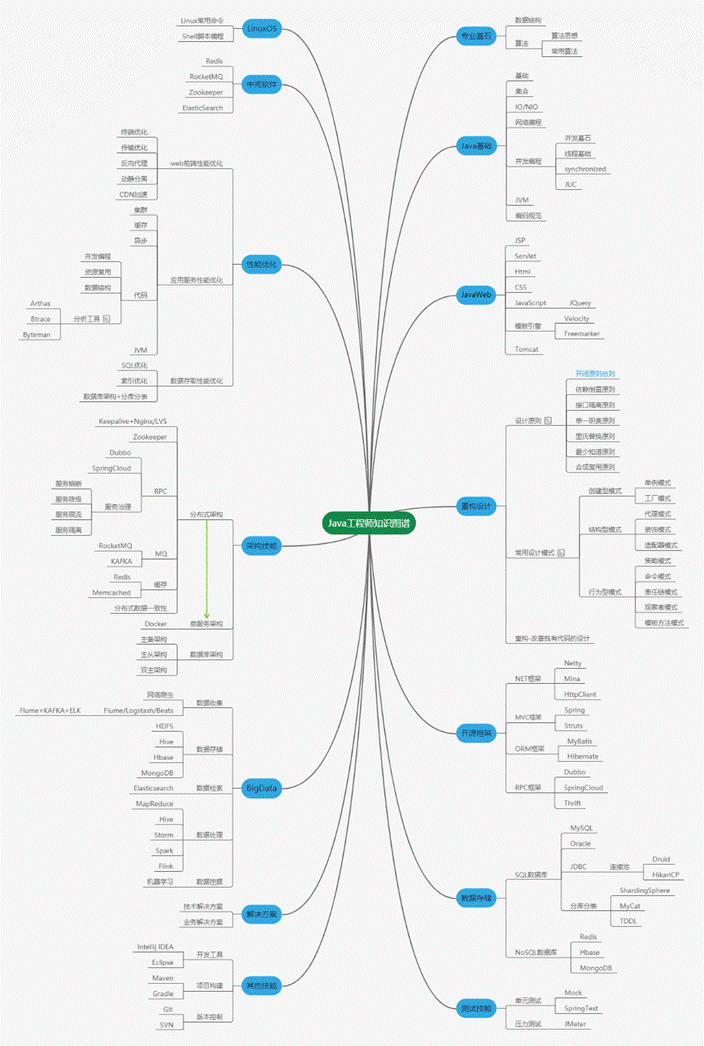 Java工程师知识图谱
专业基石
数据结构
算法
算法思想
常用算法
Java基础
基础
集合
IO/NIO
网络编程
并发编程
并发基石
线程基础
synchronized
JUC
JVM
编码规范
JavaWeb
JSP
Servlet
Html
CSS
JavaScript
JQuery
模板引擎
Velocity
Freemarker
Tomcat
重构设计
设计原则
开闭原则总则
依赖倒置原则
接口隔离原则
单一职责原则
里氏替换原则
最少知道原则
合成复用原则
常用设计模式
创建型模式
单例模式
工厂模式
结构型模式
代理模式
装饰模式
适配器模式
行为型模式
策略模式
命令模式
责任链模式
观察者模式
模板方法模式
重构-改善既有代码的设计
开源框架
NET框架
Netty
Mina
HttpClient
MVC框架
Spring
Struts
ORM框架
MyBatis
Hibernate
RPC框架
Dubbo
SpringCloud
Thrift
数据存储
SQL数据库
MySQL
Oracle
JDBC
连接池
Druid
HikariCP
分库分表
ShardingSphere
MyCat
TDDL
NoSQL数据库
Redis
Hbase
MongoDB
测试技能
单元测试
Mock
SpringTest
压力测试
JMeter
LinuxOS
Linux常用命令
Shell脚本编程
中间软件
Redis
RocketMQ
Zookeeper
ElasticSearch
性能优化
web前端性能优化
终端优化
传输优化
反向代理
动静分离
CDN加速
应用服务性能优化
集群
缓存
异步
代码
并发编程
资源复用
数据结构
分析工具
Arthas
Btrace
Byteman
JVM
数据存取性能优化
SQL优化
索引优化
数据库架构+分库分表
架构技能
分布式架构
Keepalive+Nginx/LVS
Zookeeper
RPC
Dubbo
SpringCloud
服务治理
服务熔断
服务降级
服务限流
服务隔离
MQ
RocketMQ
KAFKA
缓存
Redis
Memcached
分布式数据一致性
微服务架构
Docker
数据库架构
主备架构
主从架构
双主架构
BigData
数据收集
网络爬虫
Flume/Logstash/Beats
Flume+KAFKA+ELK
数据存储
HDFS
Hive
Hbase
MongoDB
数据检索
Elasticsearch
数据处理
MapReduce
Hive
Storm
Spark
Flink
数据挖掘
机器学习
解决方案
技术解决方案
业务解决方案
其他技能
开发工具
Intellij IDEA
Eclipse
项目构建
Maven
Gradle
版本控制
Git
SVN